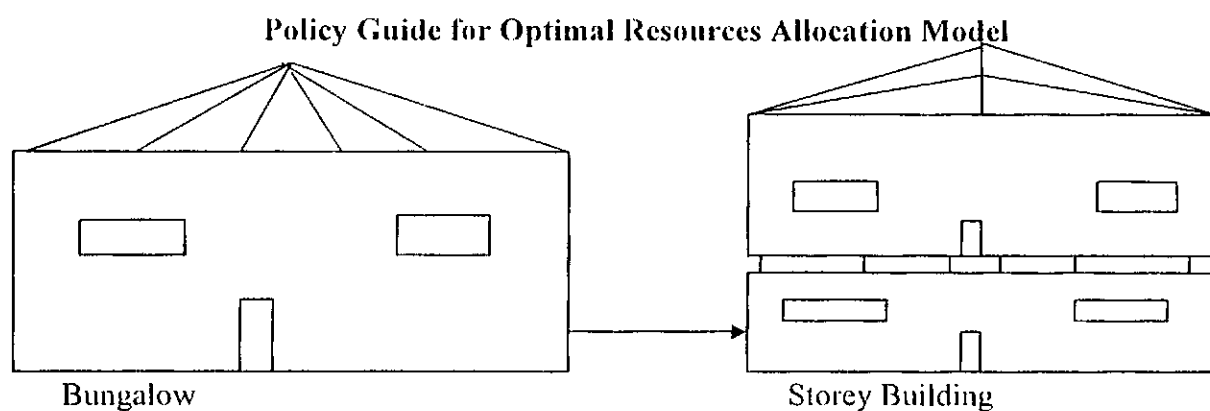 Policy Guide for Optimal Resources Allocation Model
Bungalow
Storey Building